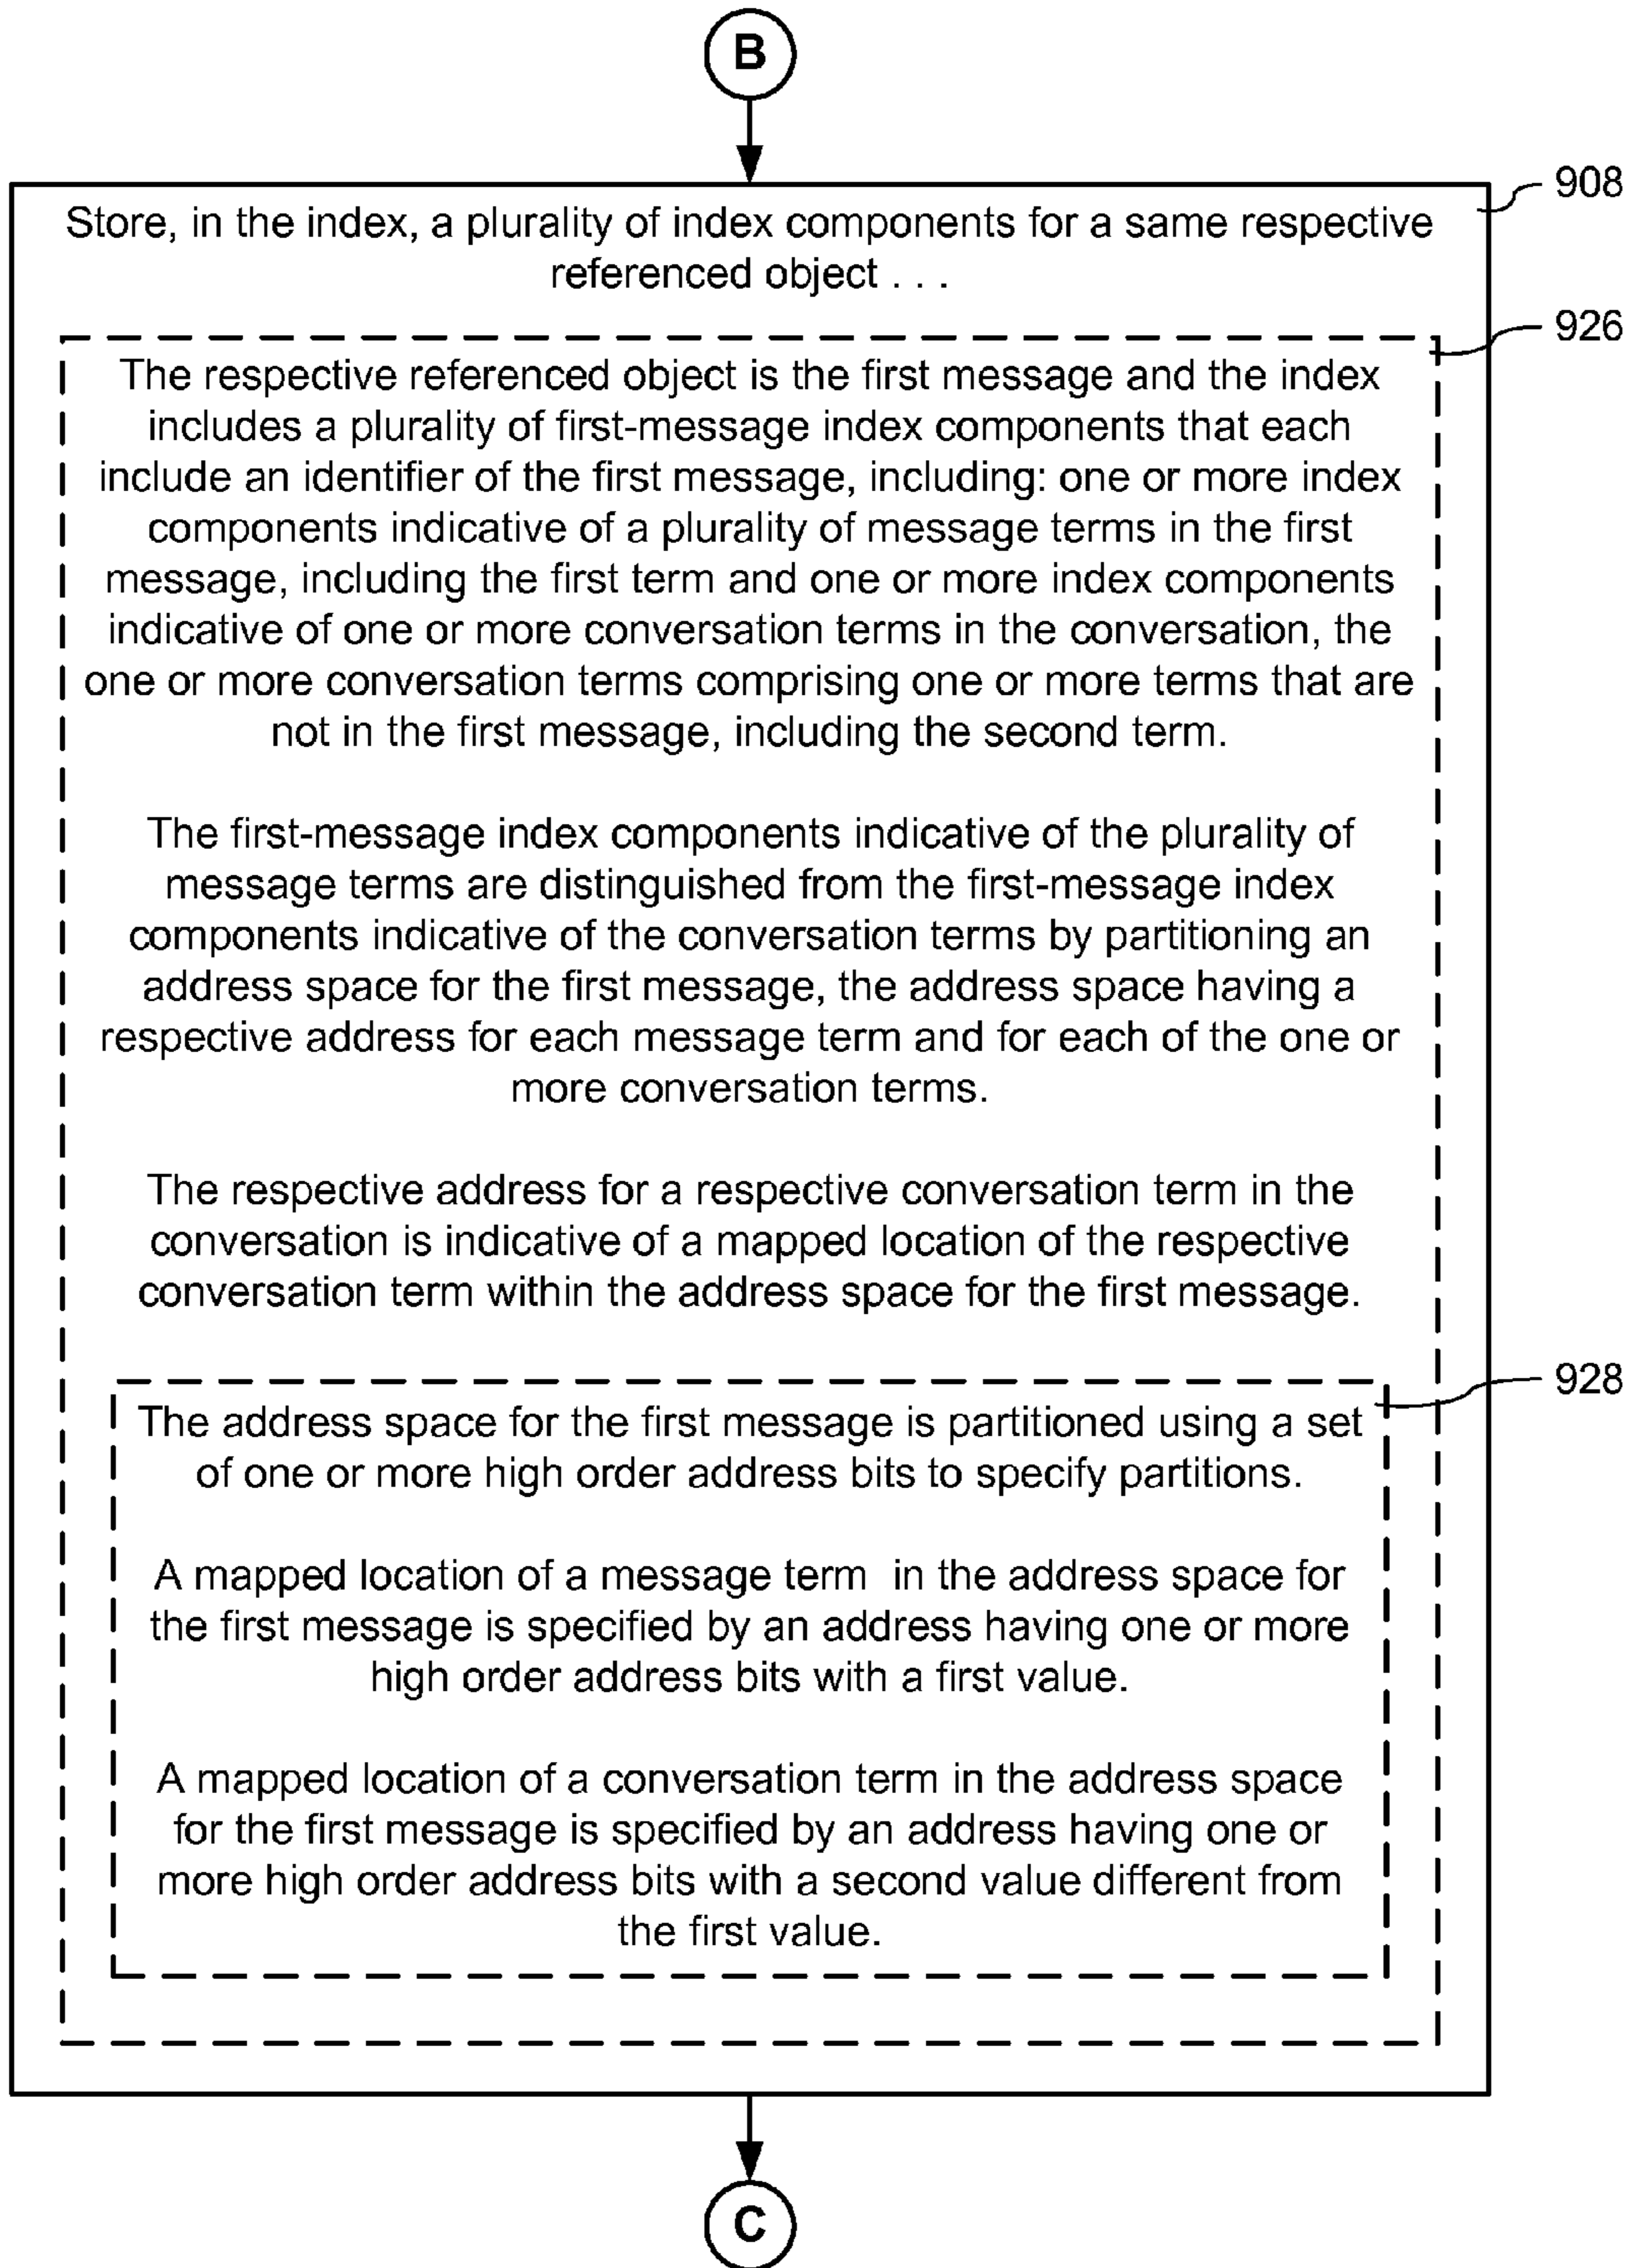 B
908
Store, in the index, a plurality of index components for a same respective
referenced object . . .
926
The respective referenced object is the first message and the index
includes a plurality of first-message index components that each
include an identifier of the first message, including: one or more index
components indicative of a plurality of message terms in the first
message, including the first term and one or more index components
indicative of one or more conversation terms in the conversation, the
one or more conversation terms comprising one or more terms that are
not in the first message, including the second term.
The first-message index components indicative of the plurality of
message terms are distinguished from the first-message index
components indicative of the conversation terms by partitioning an
address space for the first message, the address space having a
respective address for each message term and for each of the one or
more conversation terms.
The respective address for a respective conversation term in the
conversation is indicative of a mapped location of the respective
conversation term within the address space for the first message.
928
The address space for the first message is partitioned using a set
of one or more high order address bits to specify partitions.
A mapped location of a message term in the address space for
the first message is specified by an address having one or more
high order address bits with a first value.
A mapped location of a conversation term in the address space
for the first message is specified by an address having one or
more high order address bits with a second value different from
the first value.
C